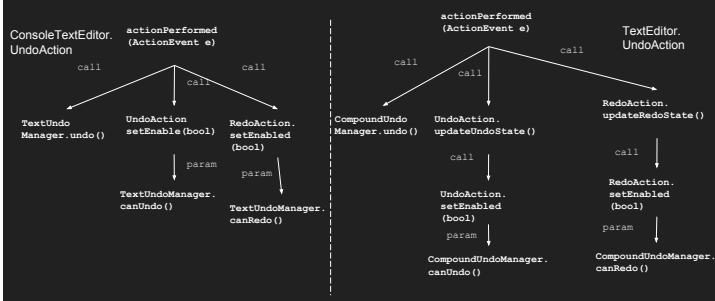 ConsoleTextEditor.
UndoAction
actionPerformed
(ActionEvent e)
call
call
call
TextUndo
Manager.undo()
UndoAction
setEnable(bool)
RedoAction.
setEnabled
(bool)
param
param
TextUndoManager.
canUndo()
TextUndoManager.
canRedo()
actionPerformed
(ActionEvent e)
TextEditor.
UndoAction
call
call
call
CompoundUndo
Manager.undo()
UndoAction.
updateUndoState()
RedoAction.
updateRedoState()
call
call
UndoAction.
setEnabled
(bool)
RedoAction.
setEnabled
(bool)
param
param
CompoundUndoManager.
canUndo()
CompoundUndoManager.
canRedo()